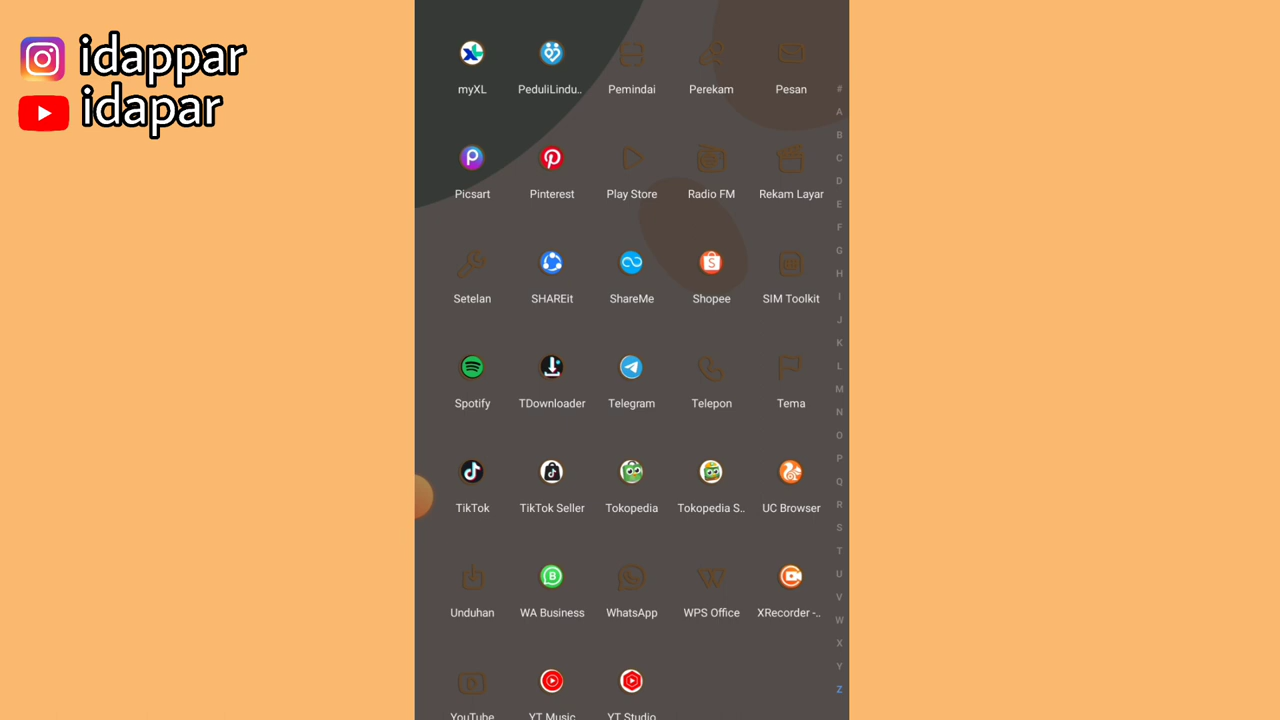 idappar
idapar
myXL PeduliLindu.. Pemindai Perekam Pesan
Picsart Pinterest Play Store Radio FM Rekam Layar
Setelan SHAREit ShareMe Shopee SIM Toolkit
Spotify TDownloader Telegram Telepon Tema
TikTok TikTok Seller Tokopedia Tokopedia S.. UC Browser
Unduhan WA Business WhatsApp WPS Office XRecorder -..
YouTube YT Music YT Studio
#
A
B
C
D
E
F
G
H
I
J
K
L
M
N
O
P
Q
R
S
T
U
V
W
X
Y
Z